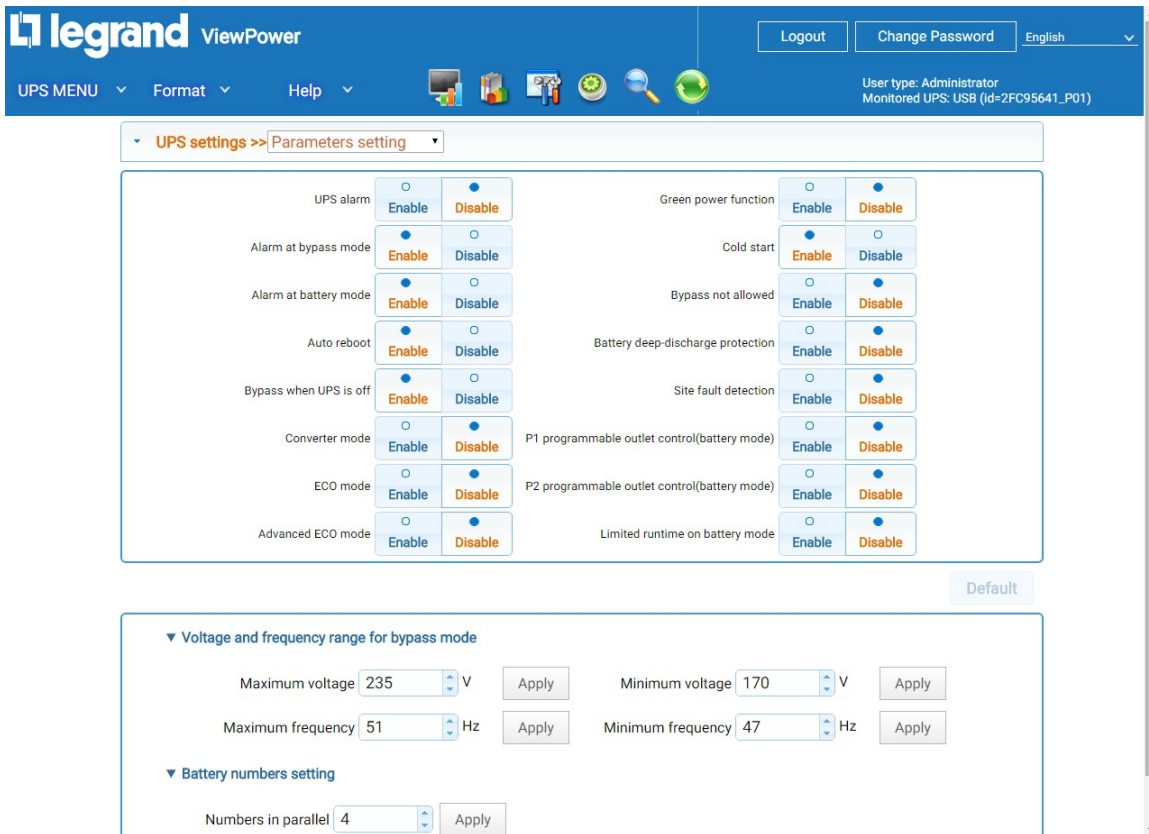 legrand ViewPower
Logout Change Password English
UPS MENU Format Help
User type: Administrator
Monitored UPS: USB (id=2FC95641_P01)
UPS settings >> Parameters setting
UPS alarm Enable Disable Green power function Enable Disable
Alarm at bypass mode Enable Disable Cold start Enable Disable
Alarm at battery mode Enable Disable Bypass not allowed Enable Disable
Auto reboot Enable Disable Battery deep-discharge protection Enable Disable
Bypass when UPS is off Enable Disable Site fault detection Enable Disable
Converter mode Enable Disable P1 programmable outlet control(battery mode) Enable Disable
ECO mode Enable Disable P2 programmable outlet control(battery mode) Enable Disable
Advanced ECO mode Enable Disable Limited runtime on battery mode Enable Disable
Default
Voltage and frequency range for bypass mode
Maximum voltage 235 V Apply Minimum voltage 170 V Apply
Maximum frequency 51 Hz Apply Minimum frequency 47 Hz Apply
Battery numbers setting
Numbers in parallel 4 Apply